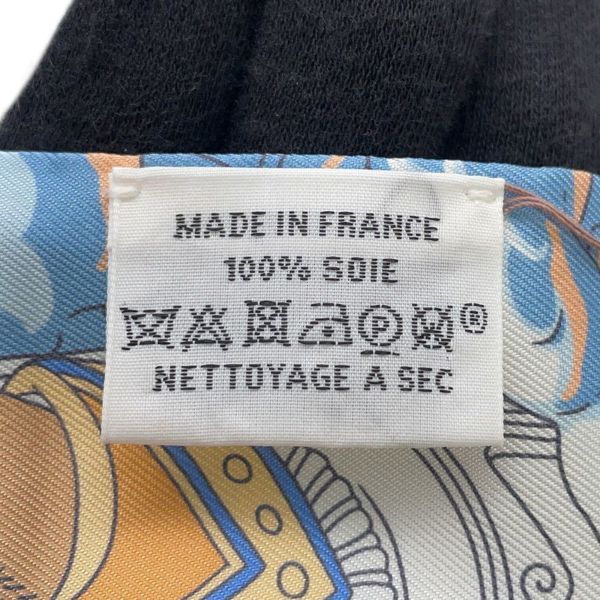 MADE IN FRANCE
100% SOIE
P ®
NETTOYAGE A SEC